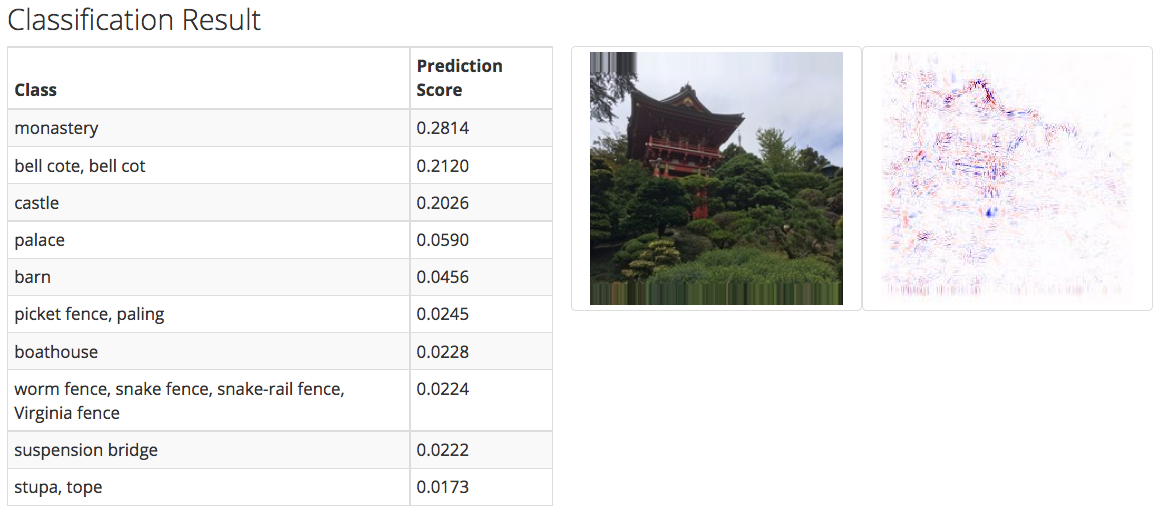 Classification Result
Class
Prediction
Score
monastery
0.2814
bell cote, bell cot
0.2120
castle
0.2026
palace
0.0590
barn
0.0456
picket fence, paling
0.0245
boathouse
0.0228
worm fence, snake fence, snake-rail fence,
Virginia fence
0.0224
suspension bridge
0.0222
stupa, tope
0.0173